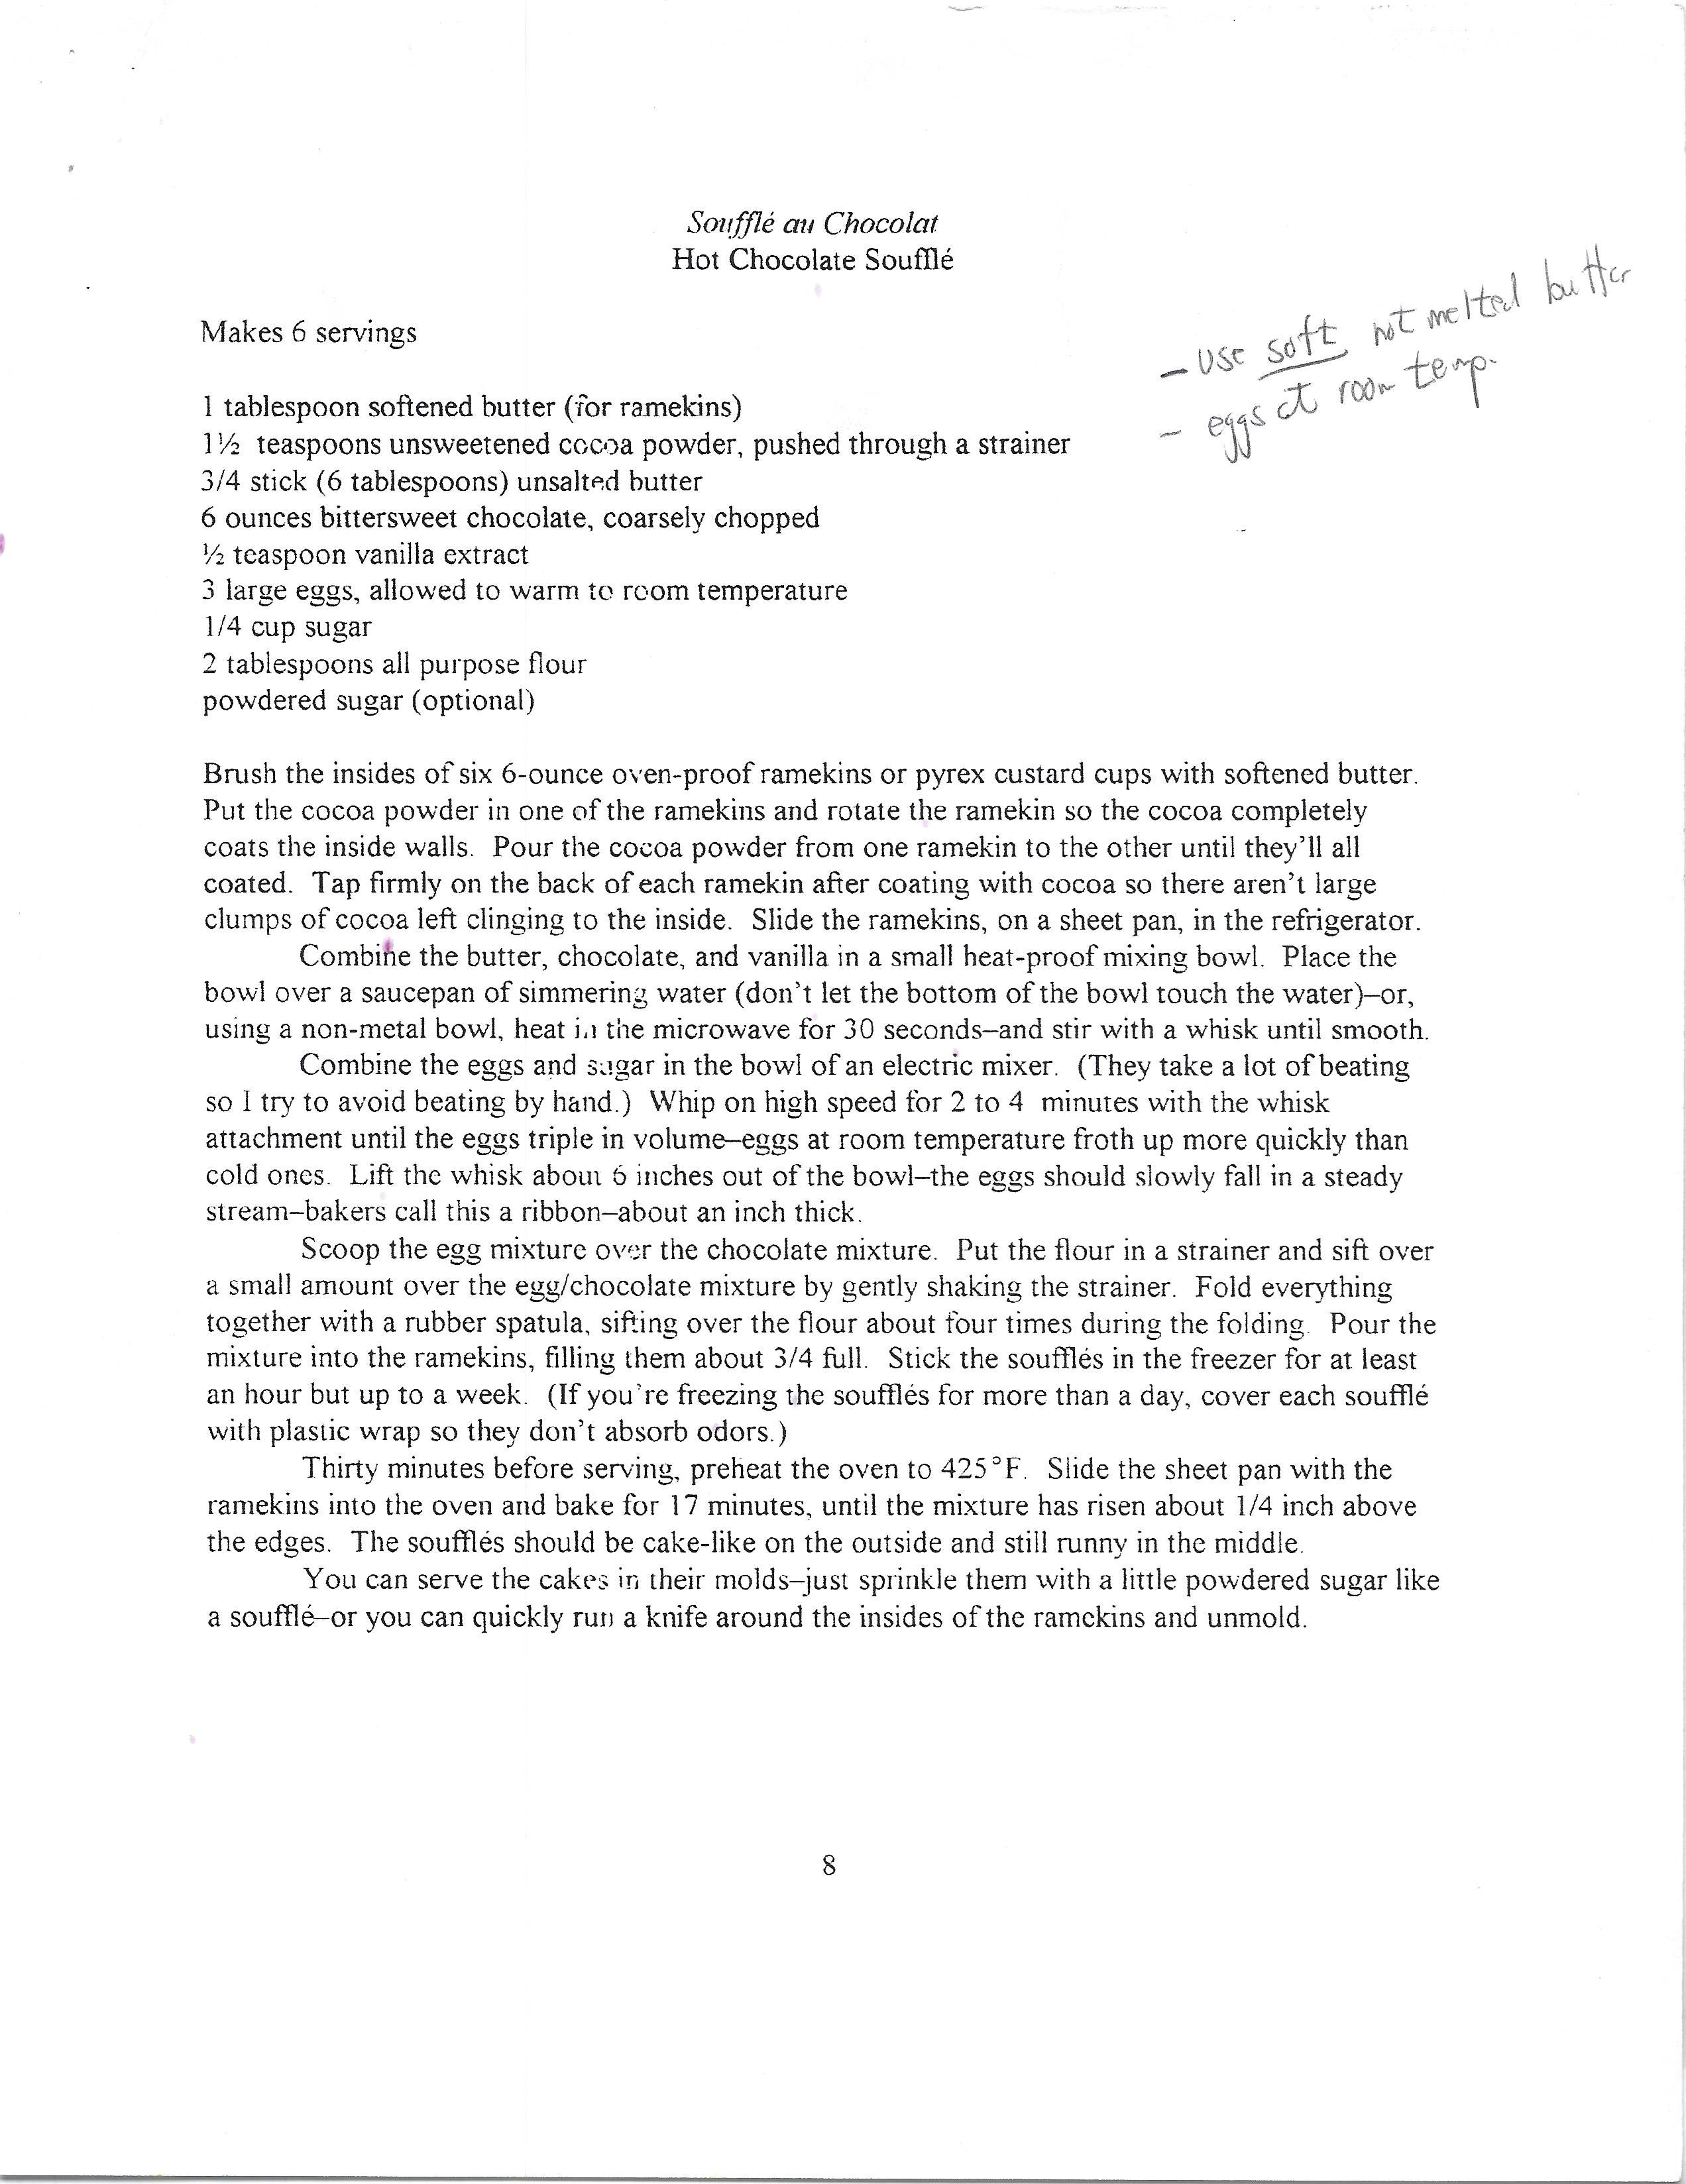 Soufflé au Chocolat
Hot Chocolate Soufflé
- use soft not melted butter
- eggs at room temp.
Makes 6 servings
1 tablespoon softened butter (for ramekins)
1½ teaspoons unsweetened cocoa powder, pushed through a strainer
3/4 stick (6 tablespoons) unsalted butter
6 ounces bittersweet chocolate, coarsely chopped
½ teaspoon vanilla extract
3 large eggs, allowed to warm to room temperature
1/4 cup sugar
2 tablespoons all purpose flour
powdered sugar (optional)
Brush the insides of six 6-ounce oven-proof ramekins or pyrex custard cups with softened butter.
Put the cocoa powder in one of the ramekins and rotate the ramekin so the cocoa completely
coats the inside walls. Pour the cocoa powder from one ramekin to the other until they'll all
coated. Tap firmly on the back of each ramekin after coating with cocoa so there aren't large
clumps of cocoa left clinging to the inside. Slide the ramekins, on a sheet pan, in the refrigerator.
Combine the butter, chocolate, and vanilla in a small heat-proof mixing bowl. Place the
bowl over a saucepan of simmering water (don't let the bottom of the bowl touch the water)–or,
using a non-metal bowl, heat in the microwave for 30 seconds–and stir with a whisk until smooth.
Combine the eggs and sugar in the bowl of an electric mixer. (They take a lot of beating
so I try to avoid beating by hand.) Whip on high speed for 2 to 4 minutes with the whisk
attachment until the eggs triple in volume–eggs at room temperature froth up more quickly than
cold ones. Lift the whisk about 6 inches out of the bowl–the eggs should slowly fall in a steady
stream–bakers call this a ribbon–about an inch thick.
Scoop the egg mixture over the chocolate mixture. Put the flour in a strainer and sift over
a small amount over the egg/chocolate mixture by gently shaking the strainer. Fold everything
together with a rubber spatula, sifting over the flour about four times during the folding. Pour the
mixture into the ramekins, filling them about 3/4 full. Stick the soufflés in the freezer for at least
an hour but up to a week. (If you're freezing the soufflés for more than a day, cover each soufflé
with plastic wrap so they don't absorb odors.)
Thirty minutes before serving, preheat the oven to 425°F. Slide the sheet pan with the
ramekins into the oven and bake for 17 minutes, until the mixture has risen about 1/4 inch above
the edges. The soufflés should be cake-like on the outside and still runny in the middle.
You can serve the cakes in their molds–just sprinkle them with a little powdered sugar like
a soufflé–or you can quickly run a knife around the insides of the ramekins and unmold.
8